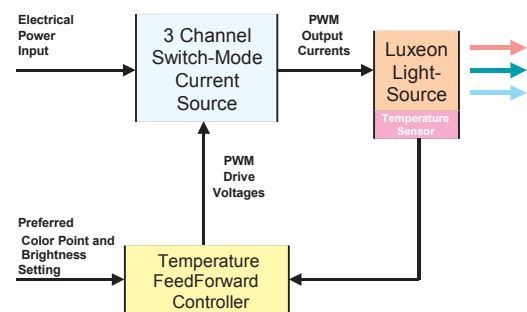 Electrical
Power
Input
3 Channel
Switch-Mode
Current
Source
PWM
Output
Currents
Luxeon
Light-
Source
Temperature
Sensor
PWM
Drive
Voltages
Preferred
Color Point and
Brightness
Setting
Temperature
FeedForward
Controller